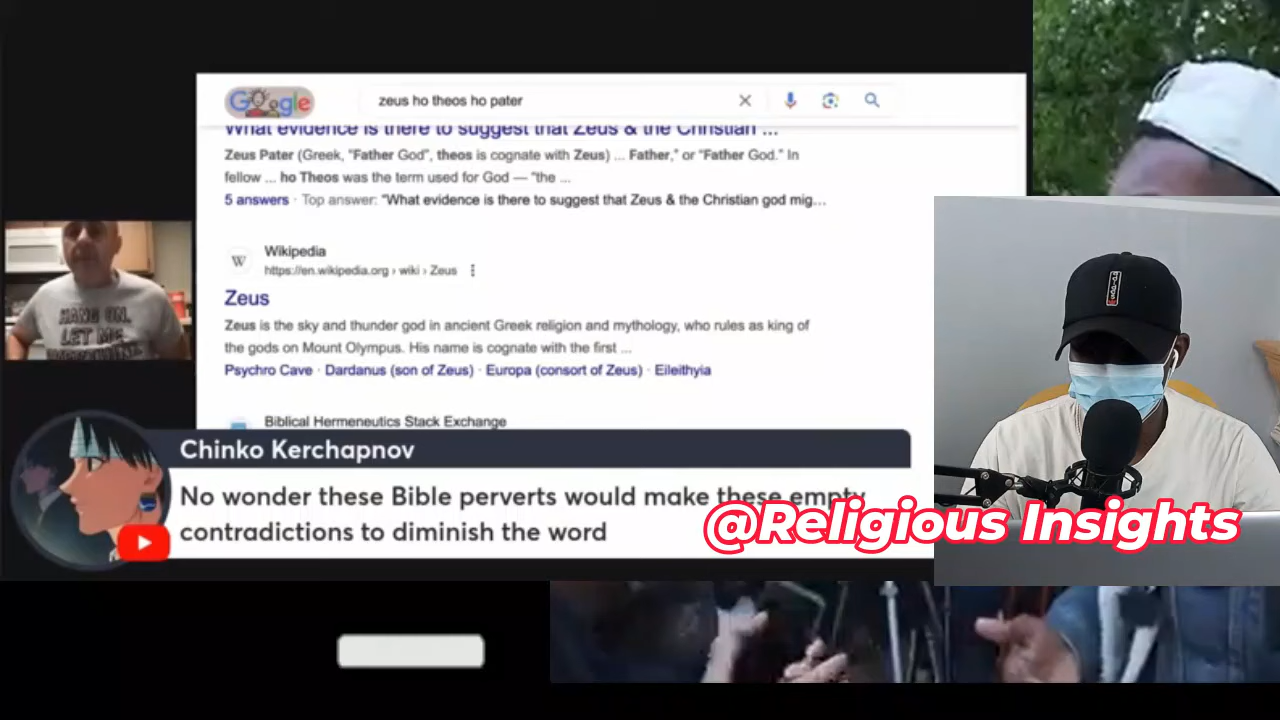 Google
zeus ho theos ho pater
What evidence is there to suggest that Zeus & the Christian ...
Zeus Pater (Greek, "Father God", theos is cognate with Zeus) ... Father," or "Father God." In
fellow ... ho Theos was the term used for God — "the ...
5 answers · Top answer: "What evidence is there to suggest that Zeus & the Christian god mig...
Wikipedia
W
https://en.wikipedia.org › wiki › Zeus
Zeus
Zeus is the sky and thunder god in ancient Greek religion and mythology, who rules as king of
the gods on Mount Olympus. His name is cognate with the first ...
Psychro Cave · Dardanus (son of Zeus) · Europa (consort of Zeus) · Eileithyia
Biblical Hermeneutics Stack Exchange
HANG ON.
LET ME
Chinko Kerchapnov
No wonder these Bible perverts would make these empty
contradictions to diminish the word
@Religious Insights